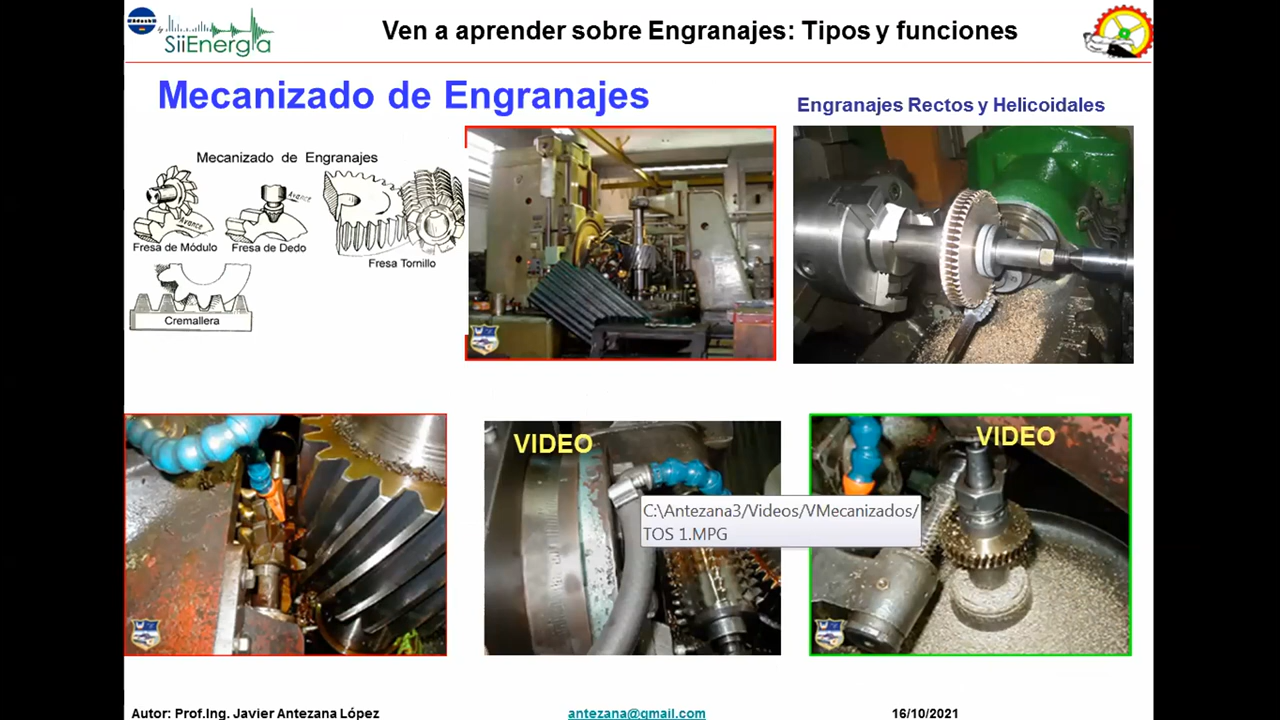 SiiEnergía
Ven a aprender sobre Engranajes: Tipos y funciones
Mecanizado de Engranajes
Engranajes Rectos y Helicoidales
Mecanizado de Engranajes
Avance
Avance
Avance
Fresa de Módulo
Fresa de Dedo
Fresa Tornillo
Cremallera
VIDEO
VIDEO
C:\Antezana3/Videos/VMecanizados/
TOS 1.MPG
Autor: Prof.Ing. Javier Antezana López
antezana@gmail.com
16/10/2021